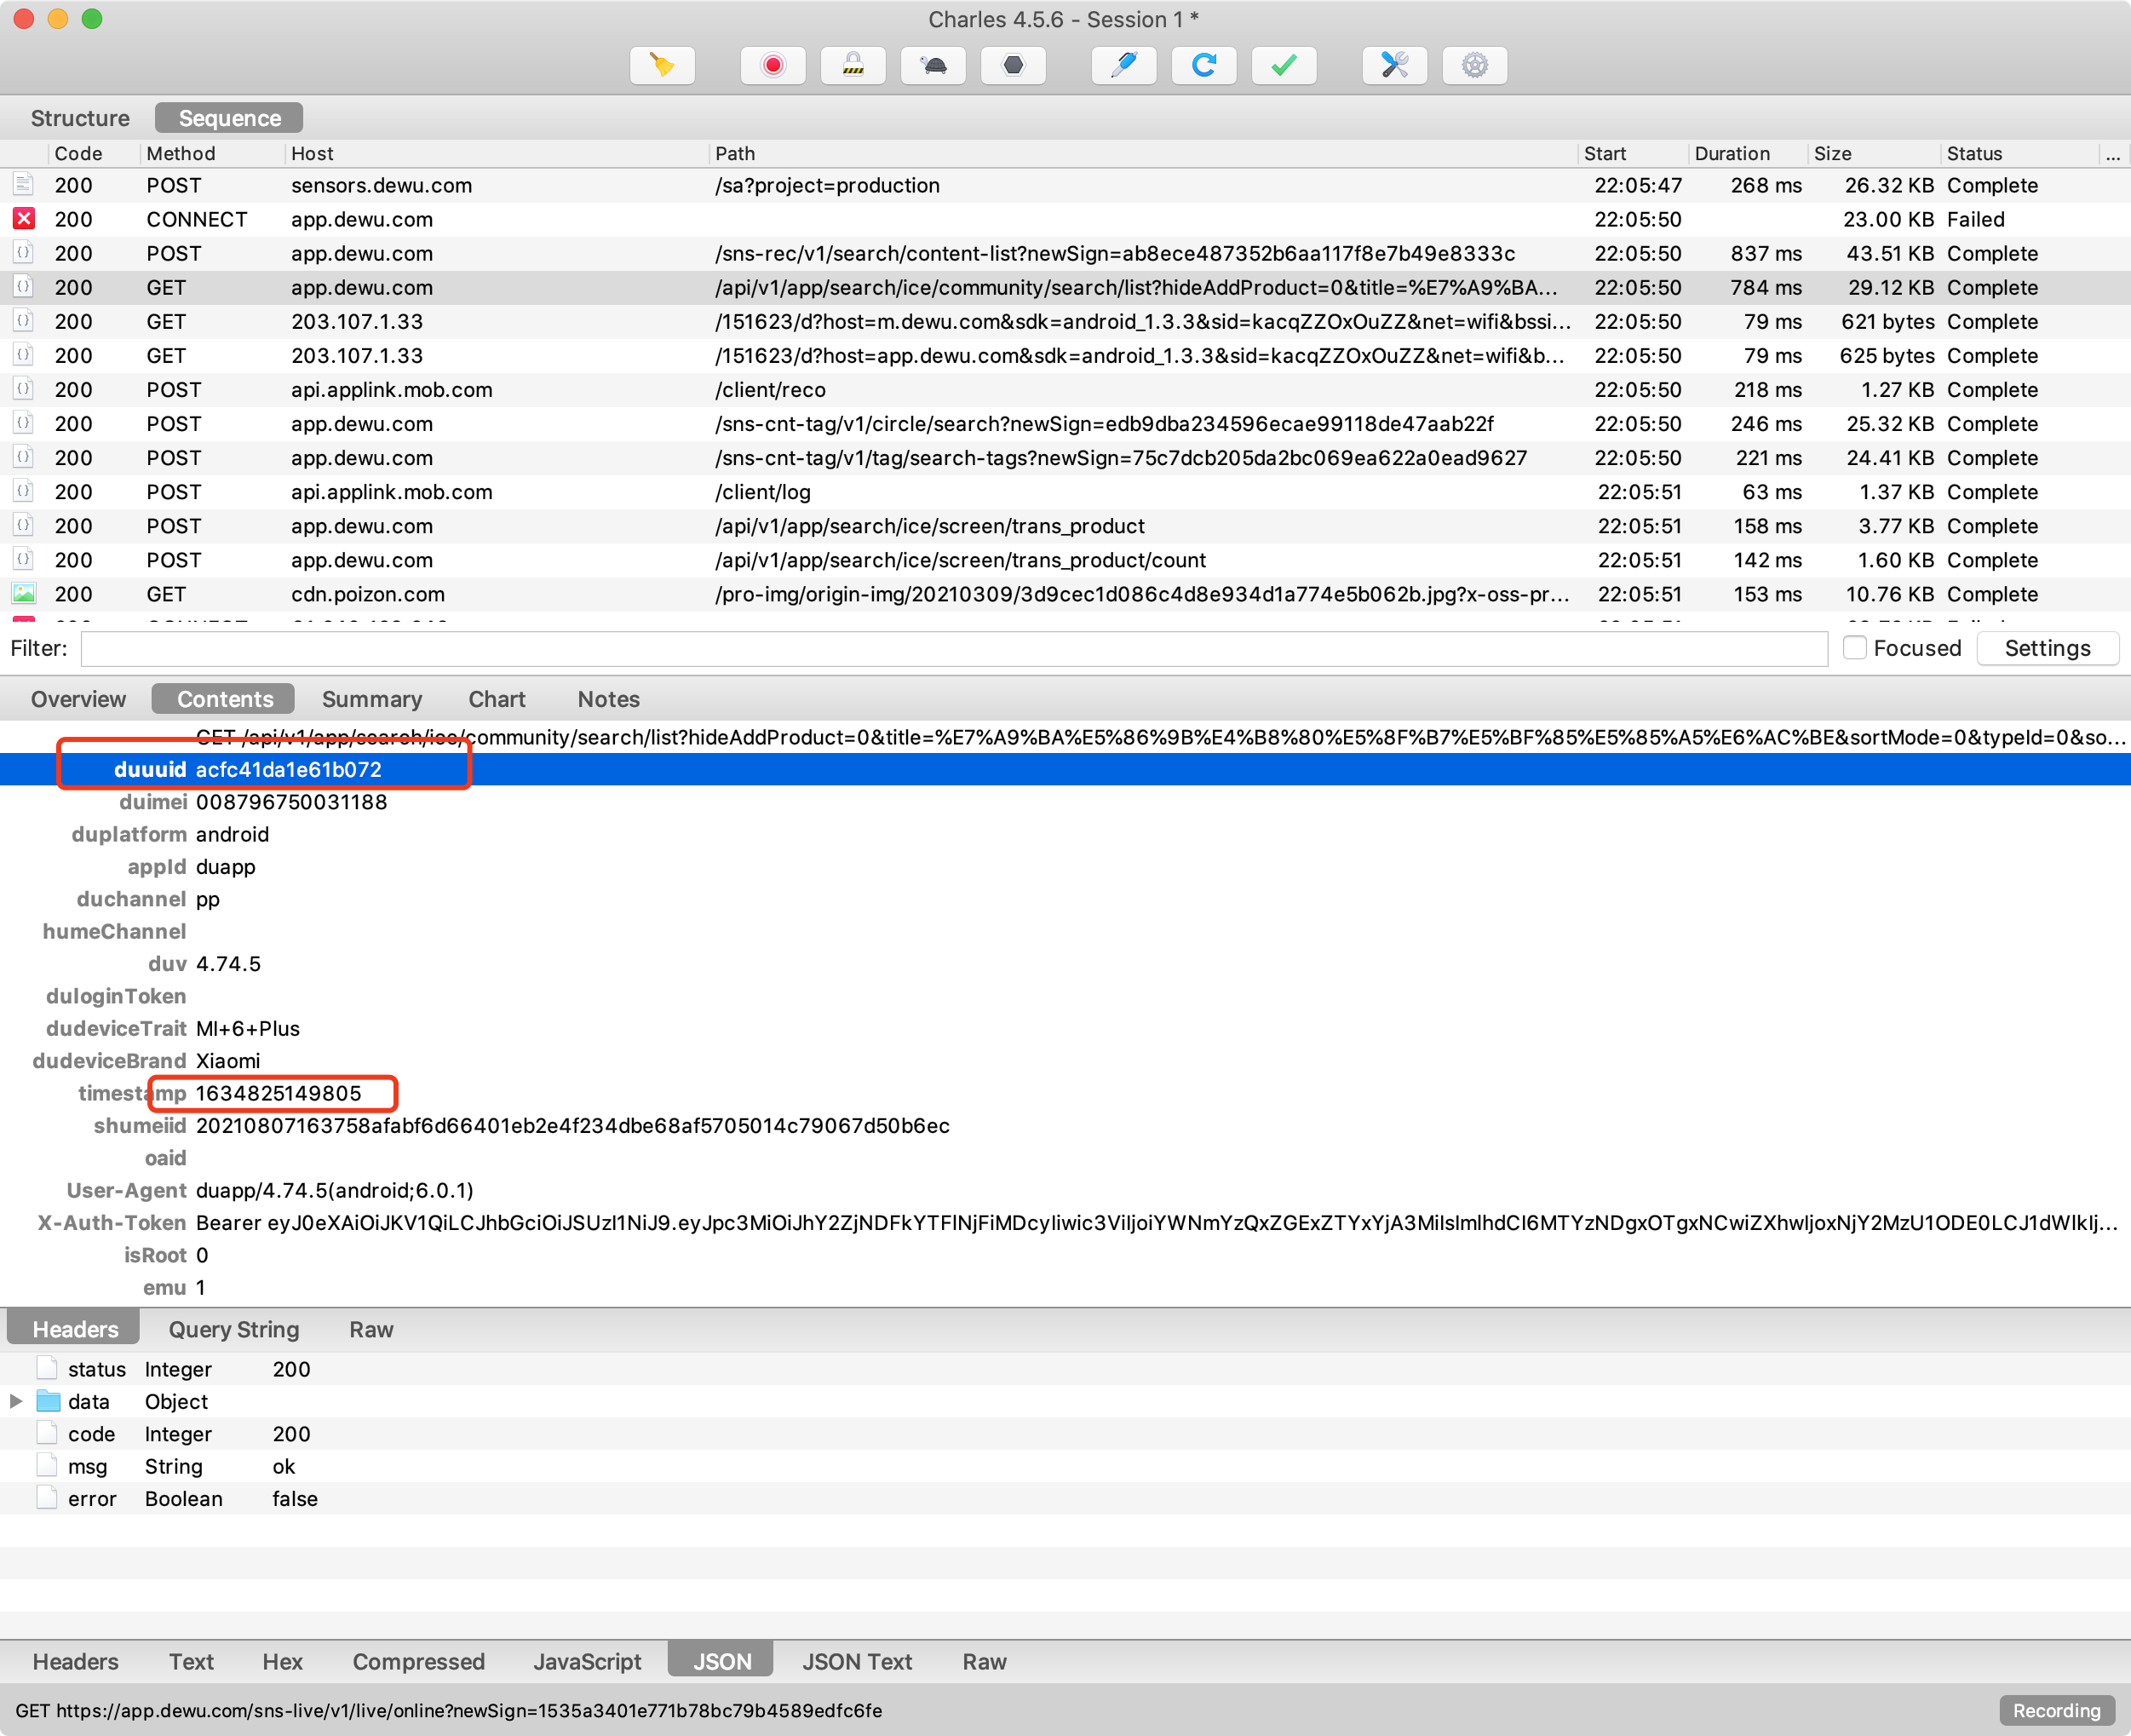 Charles 4.5.6 - Session 1 *
Structure Sequence
Code Method Host Path Start Duration Size Status ...
200 POST sensors.dewu.com /sa?project=production 22:05:47 268 ms 26.32 KB Complete
200 CONNECT app.dewu.com 22:05:50 23.00 KB Failed
200 POST app.dewu.com /sns-rec/v1/search/content-list?newSign=ab8ece487352b6aa117f8e7b49e8333c 22:05:50 837 ms 43.51 KB Complete
200 GET app.dewu.com /api/v1/app/search/ice/community/search/list?hideAddProduct=0&title=%E7%A9%BA... 22:05:50 784 ms 29.12 KB Complete
200 GET 203.107.1.33 /151623/d?host=m.dewu.com&sdk=android_1.3.3&sid=kacqZZOxOuZZ&net=wifi&bssi... 22:05:50 79 ms 621 bytes Complete
200 GET 203.107.1.33 /151623/d?host=app.dewu.com&sdk=android_1.3.3&sid=kacqZZOxOuZZ&net=wifi&b... 22:05:50 79 ms 625 bytes Complete
200 POST api.applink.mob.com /client/reco 22:05:50 218 ms 1.27 KB Complete
200 POST app.dewu.com /sns-cnt-tag/v1/circle/search?newSign=edb9dba234596ecae99118de47aab22f 22:05:50 246 ms 25.32 KB Complete
200 POST app.dewu.com /sns-cnt-tag/v1/tag/search-tags?newSign=75c7dcb205da2bc069ea622a0ead9627 22:05:50 221 ms 24.41 KB Complete
200 POST api.applink.mob.com /client/log 22:05:51 63 ms 1.37 KB Complete
200 POST app.dewu.com /api/v1/app/search/ice/screen/trans_product 22:05:51 158 ms 3.77 KB Complete
200 POST app.dewu.com /api/v1/app/search/ice/screen/trans_product/count 22:05:51 142 ms 1.60 KB Complete
200 GET cdn.poizon.com /pro-img/origin-img/20210309/3d9cec1d086c4d8e934d1a774e5b062b.jpg?x-oss-pr... 22:05:51 153 ms 10.76 KB Complete
Filter: Focused Settings
Overview Contents Summary Chart Notes
GET /api/v1/app/search/ice/community/search/list?hideAddProduct=0&title=%E7%A9%BA%E5%86%9B%E4%B8%80%E5%8F%B7%E5%BF%85%E5%85%A5%E6%AC%BE&sortMode=0&typeId=0&so...
duuuid acfc41da1e61b072
duimei 008796750031188
duplatform android
appId duapp
duchannel pp
humeChannel
duv 4.74.5
duloginToken
dudeviceTrait MI+6+Plus
dudeviceBrand Xiaomi
timestamp 1634825149805
shumeiid 20210807163758afabf6d66401eb2e4f234dbe68af5705014c79067d50b6ec
oaid
User-Agent duapp/4.74.5(android;6.0.1)
X-Auth-Token Bearer eyJ0eXAiOiJKV1QiLCJhbGciOiJSUzI1NiJ9.eyJpc3MiOiJhY2ZjNDFkYTFlNjFiMDcyIiwic3ViIjoiYWNmYzQxZGExZTYxYjA3MiIsImlhdCI6MTYzNDgxOTgxNCwiZXhwIjoxNjY2MzU1ODE0LCJ1dWlkIj...
isRoot 0
emu 1
Headers Query String Raw
status Integer 200
data Object
code Integer 200
msg String ok
error Boolean false
Headers Text Hex Compressed JavaScript JSON JSON Text Raw
GET https://app.dewu.com/sns-live/v1/live/online?newSign=1535a3401e771b78bc79b4589edfc6fe Recording